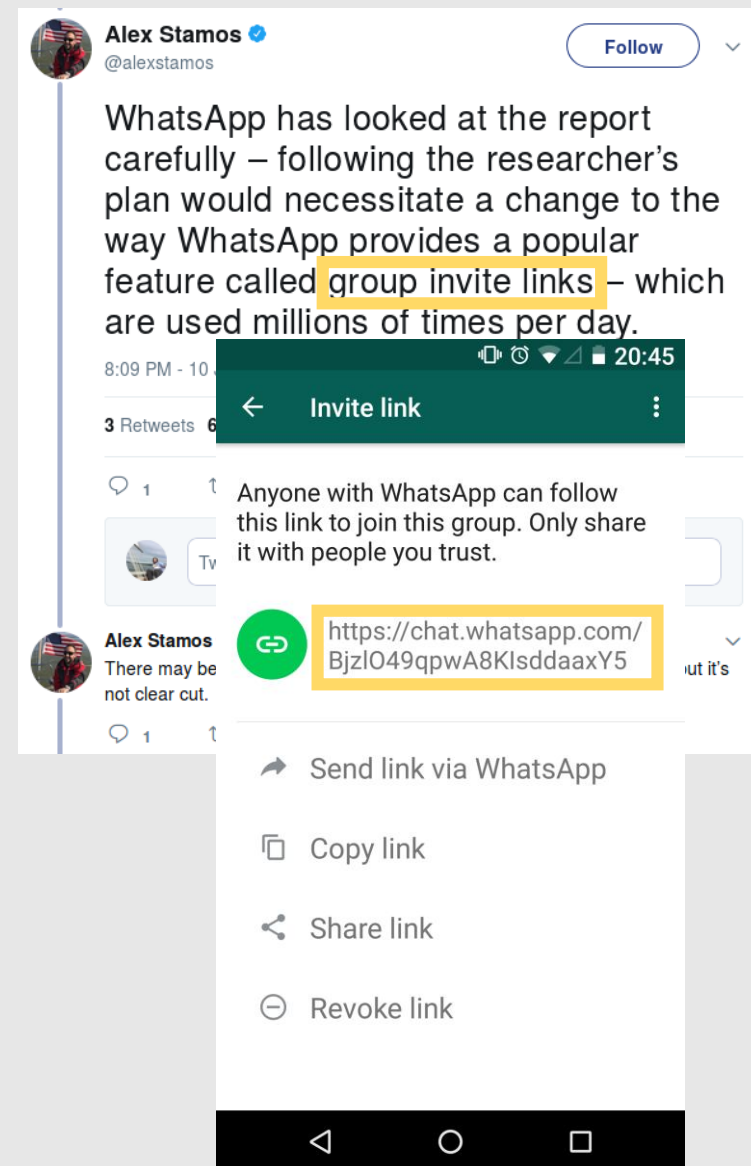 Alex Stamos
@alexstamos
Follow
WhatsApp has looked at the report
carefully – following the researcher’s
plan would necessitate a change to the
way WhatsApp provides a popular
feature called group invite links – which
are used millions of times per day.
8:09 PM - 10
3 Retweets 6
1
Tw
Alex Stamos
There may be
ut it's
not clear cut.
1
20:45
Invite link
Anyone with WhatsApp can follow
this link to join this group. Only share
it with people you trust.
https://chat.whatsapp.com/
BjzlO49qpwA8KIsddaaxY5
Send link via WhatsApp
Copy link
Share link
Revoke link